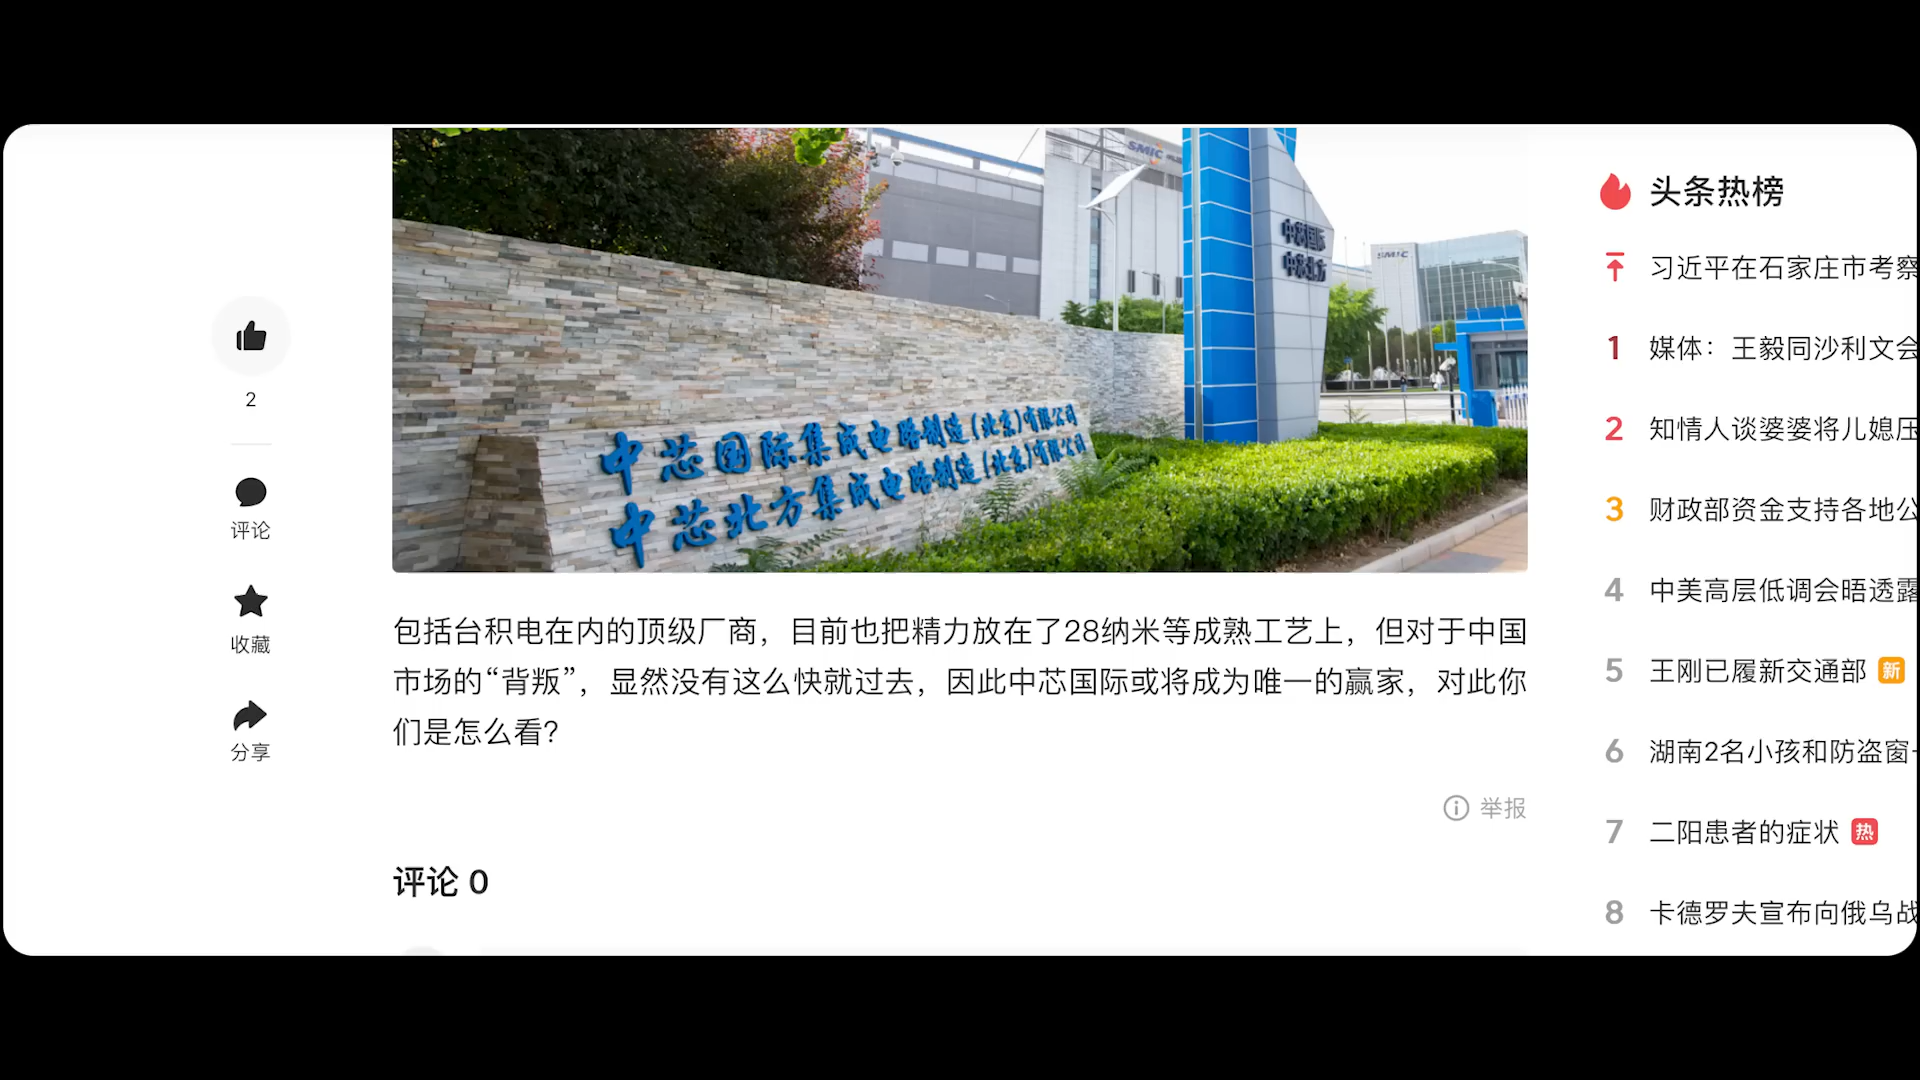 SMIC
中芯国际
中芯北方
SMIC
中芯国际集成电路制造(北京)有限公司
中芯北方集成电路制造(北京)有限公司
2
评论
收藏
分享
包括台积电在内的顶级厂商，目前也把精力放在了28纳米等成熟工艺上，但对于中国
市场的“背叛”，显然没有这么快就过去，因此中芯国际或将成为唯一的赢家，对此你
们是怎么看?
举报
评论 0
头条热榜
习近平在石家庄市考察
1 媒体：王毅同沙利文会
2 知情人谈婆婆将儿媳压
3 财政部资金支持各地公
4 中美高层低调会晤透露
5 王刚已履新交通部 新
6 湖南2名小孩和防盗窗
7 二阳患者的症状 热
8 卡德罗夫宣布向俄乌战